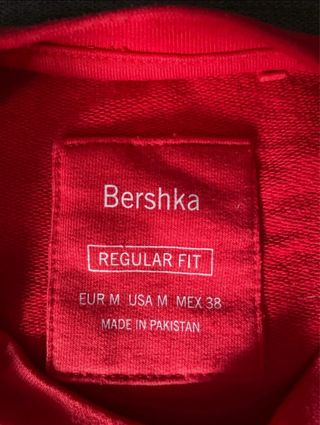 Bershka
REGULAR FIT
EUR M USA M MEX 38
MADE IN PAKISTAN